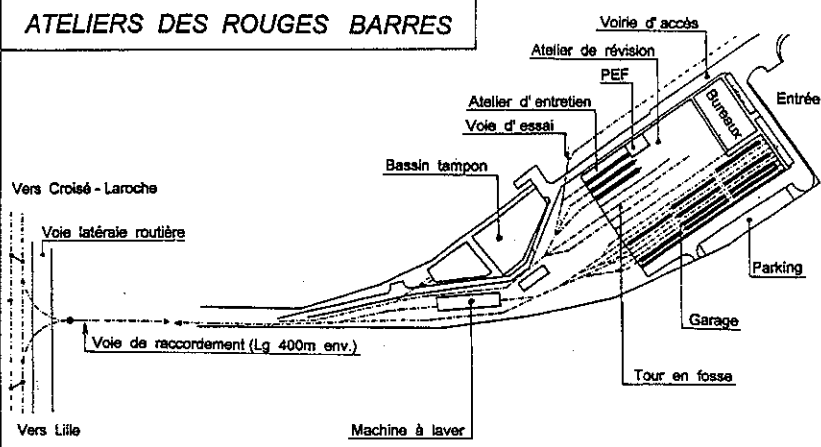 ATELIERS DES ROUGES BARRES
Voirie d'accès
Atelier de révision
PEF
Entrée
Bureaux
Atelier d'entretien
Voie d'essai
Bassin tampon
Vers Croisé - Laroche
Voie latérale routière
Parking
Garage
Voie de raccordement (Lg 400m env.)
Tour en fosse
Vers Lille
Machine à laver